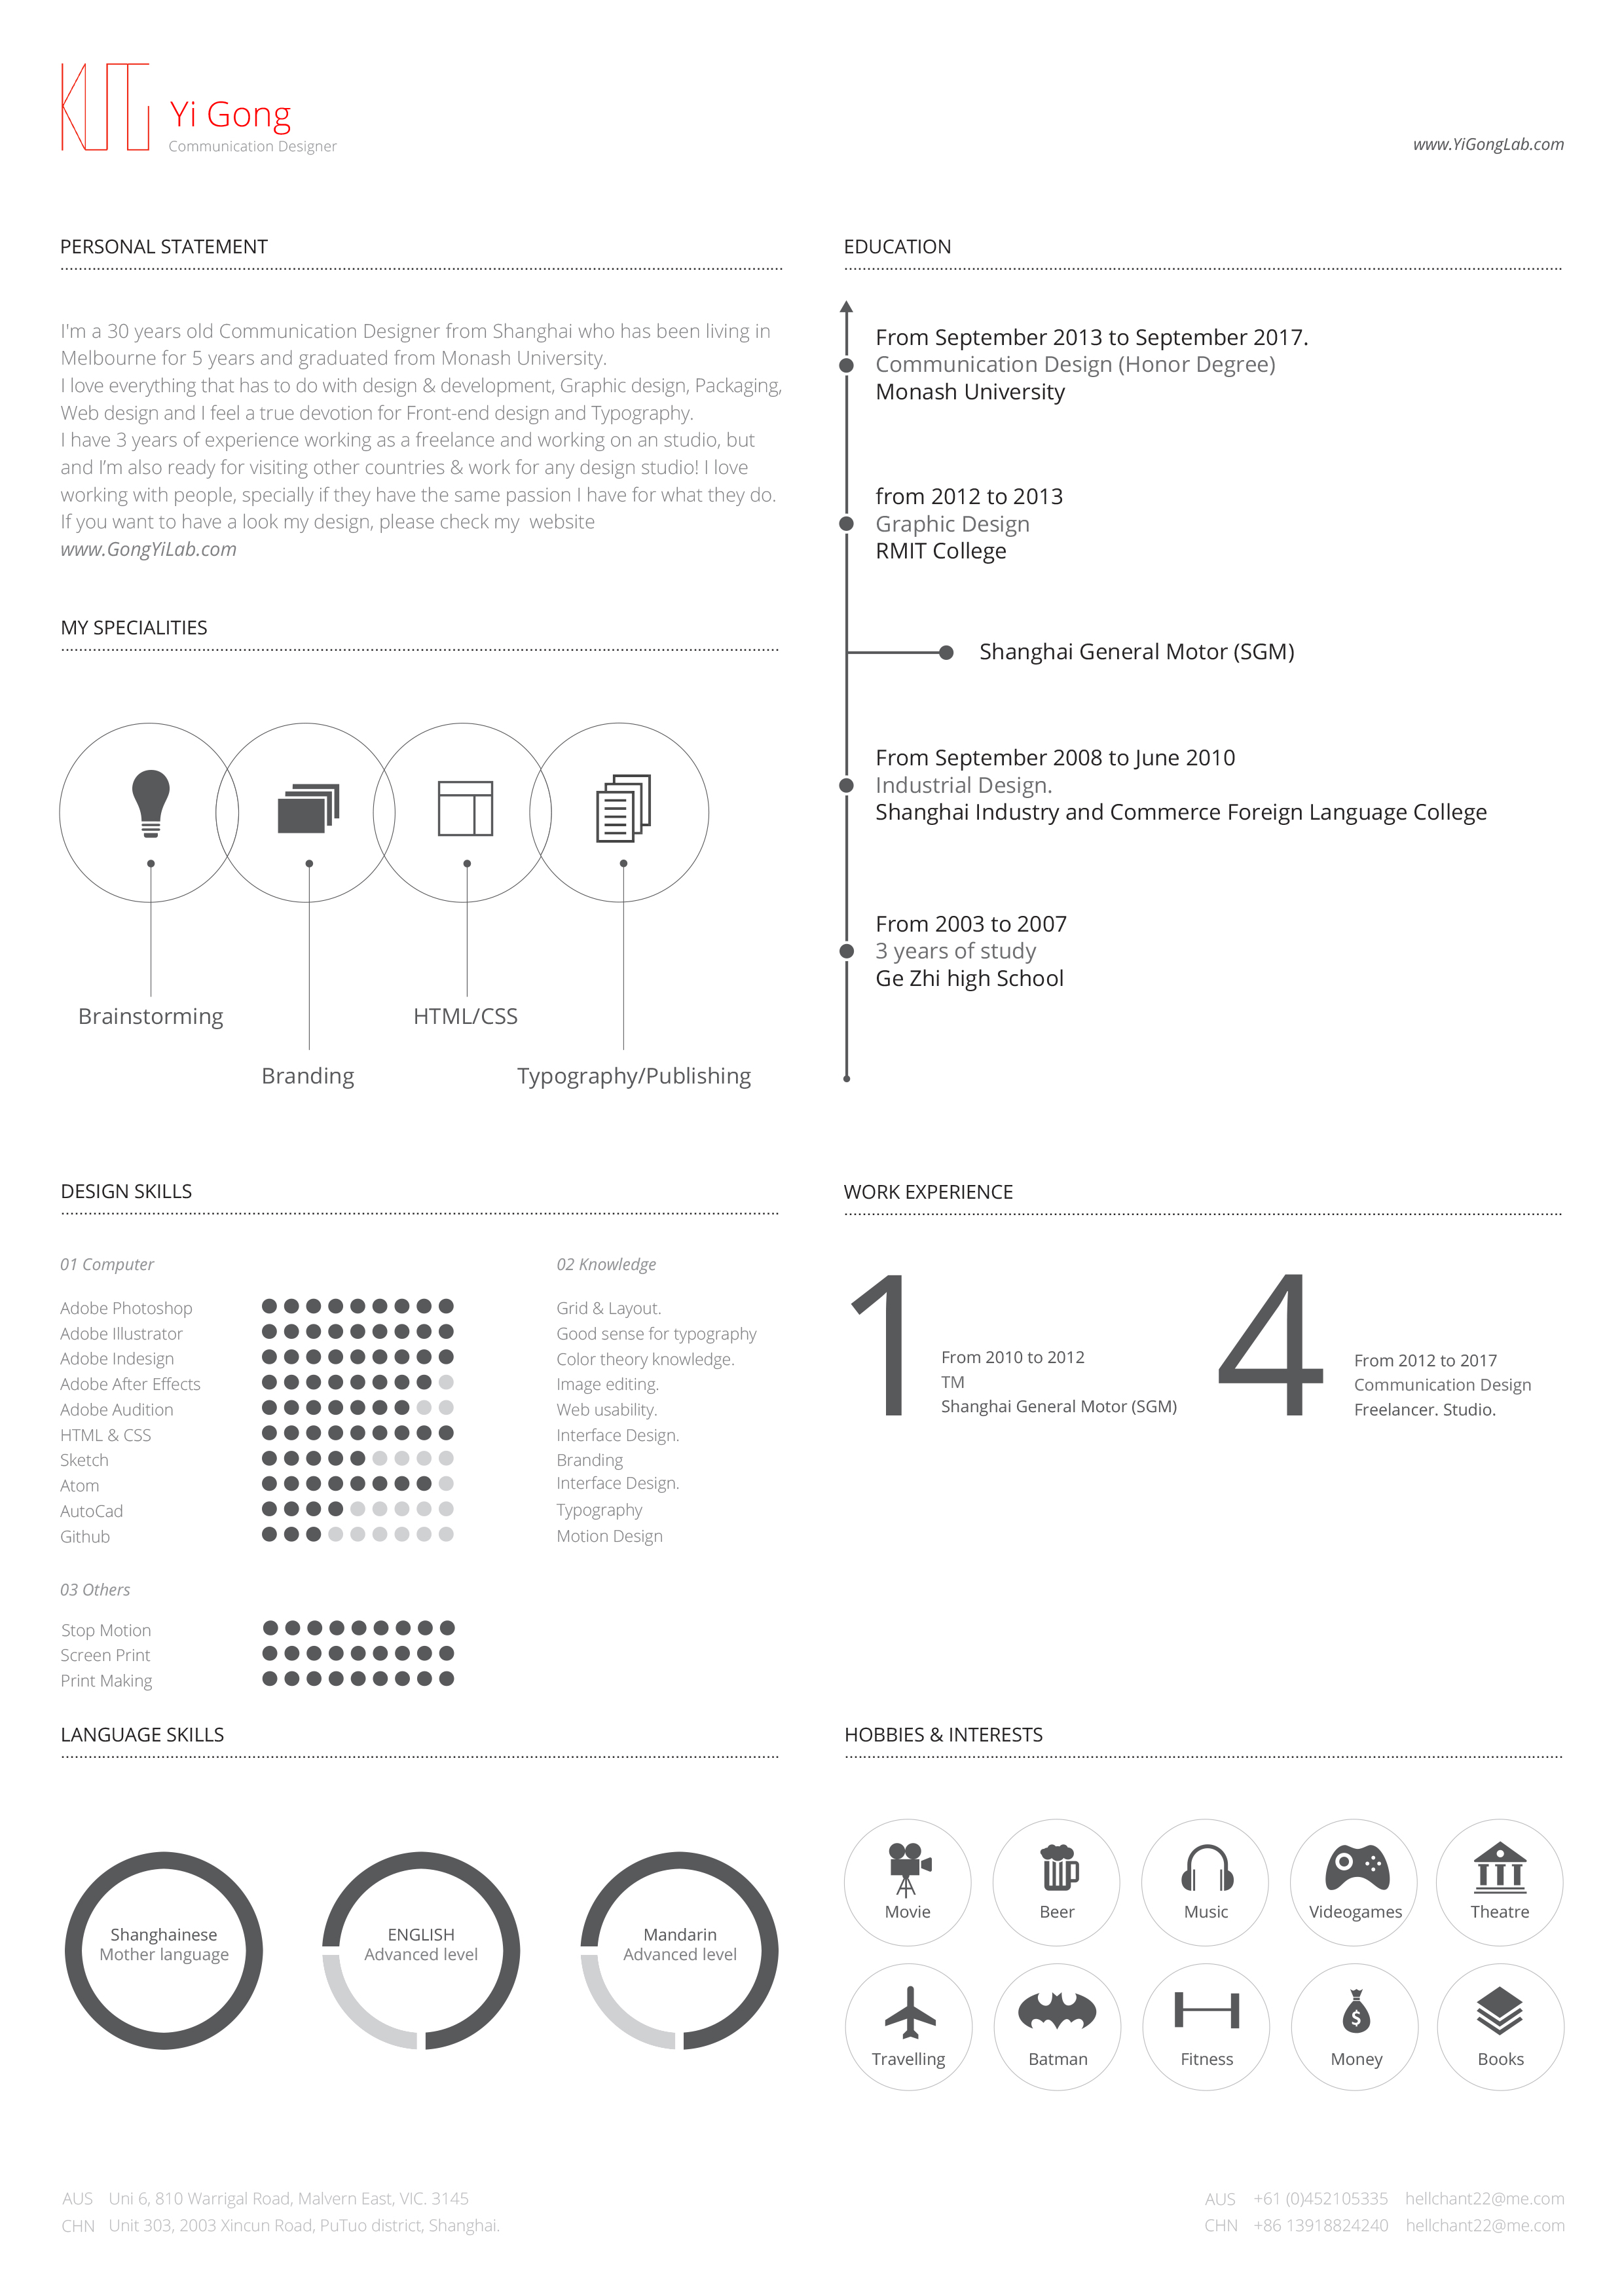 Yi Gong
Communication Designer
www.YiGongLab.com
PERSONAL STATEMENT
I'm a 30 years old Communication Designer from Shanghai who has been living in
Melbourne for 5 years and graduated from Monash University.
I love everything that has to do with design & development, Graphic design, Packaging,
Web design and I feel a true devotion for Front-end design and Typography.
I have 3 years of experience working as a freelance and working on an studio, but
and I’m also ready for visiting other countries & work for any design studio! I love
working with people, specially if they have the same passion I have for what they do.
If you want to have a look my design, please check my  website
www.GongYiLab.com
MY SPECIALITIES
Brainstorming
HTML/CSS
Branding
Typography/Publishing
EDUCATION
From September 2013 to September 2017.
Communication Design (Honor Degree)
Monash University
from 2012 to 2013
Graphic Design
RMIT College
Shanghai General Motor (SGM)
From September 2008 to June 2010
Industrial Design.
Shanghai Industry and Commerce Foreign Language College
From 2003 to 2007
3 years of study
Ge Zhi high School
DESIGN SKILLS
01 Computer
Adobe Photoshop
Adobe Illustrator
Adobe Indesign
Adobe After Effects
Adobe Audition
HTML & CSS
Sketch
Atom
AutoCad
Github
02 Knowledge
Grid & Layout.
Good sense for typography
Color theory knowledge.
Image editing.
Web usability.
Interface Design.
Branding
Interface Design.
Typography
Motion Design
03 Others
Stop Motion
Screen Print
Print Making
WORK EXPERIENCE
1
From 2010 to 2012
TM
Shanghai General Motor (SGM)
4
From 2012 to 2017
Communication Design
Freelancer. Studio.
LANGUAGE SKILLS
Shanghainese
Mother language
ENGLISH
Advanced level
Mandarin
Advanced level
HOBBIES & INTERESTS
Movie
Beer
Music
Videogames
Theatre
Travelling
Batman
Fitness
$
Money
Books
AUS Uni 6, 810 Warrigal Road, Malvern East, VIC. 3145
CHN Unit 303, 2003 Xincun Road, PuTuo district, Shanghai.
AUS +61 (0)452105335 hellchant22@me.com
CHN +86 13918824240 hellchant22@me.com